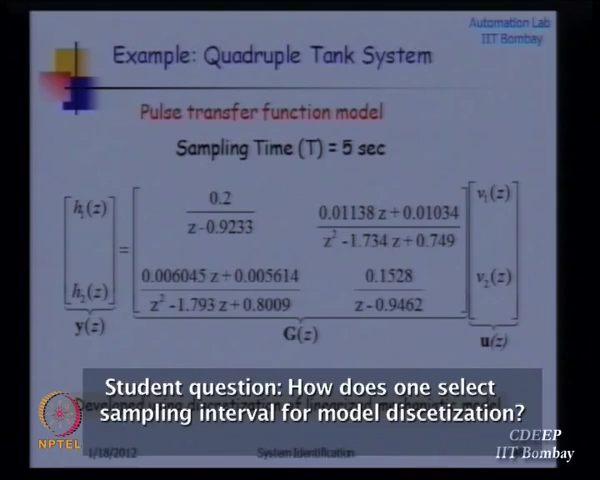 Automation Lab
IIT Bombay
Example: Quadruple Tank System
Pulse transfer function model
Sampling Time (T) = 5 sec
h₁(z)
h₂(z)
y(z)
=
0.2
z-0.9233
0.01138 z+0.01034
z² -1.734 z+0.749
0.006045 z+0.005614
z² -1.793 z+0.8009
0.1528
z-0.9462
G(z)
v₁(z)
v₂(z)
u(z)
Student question: How does one select
sampling interval for model discetization?
NPTEL
1/18/2012
System Identification
CDEEP
IIT Bombay